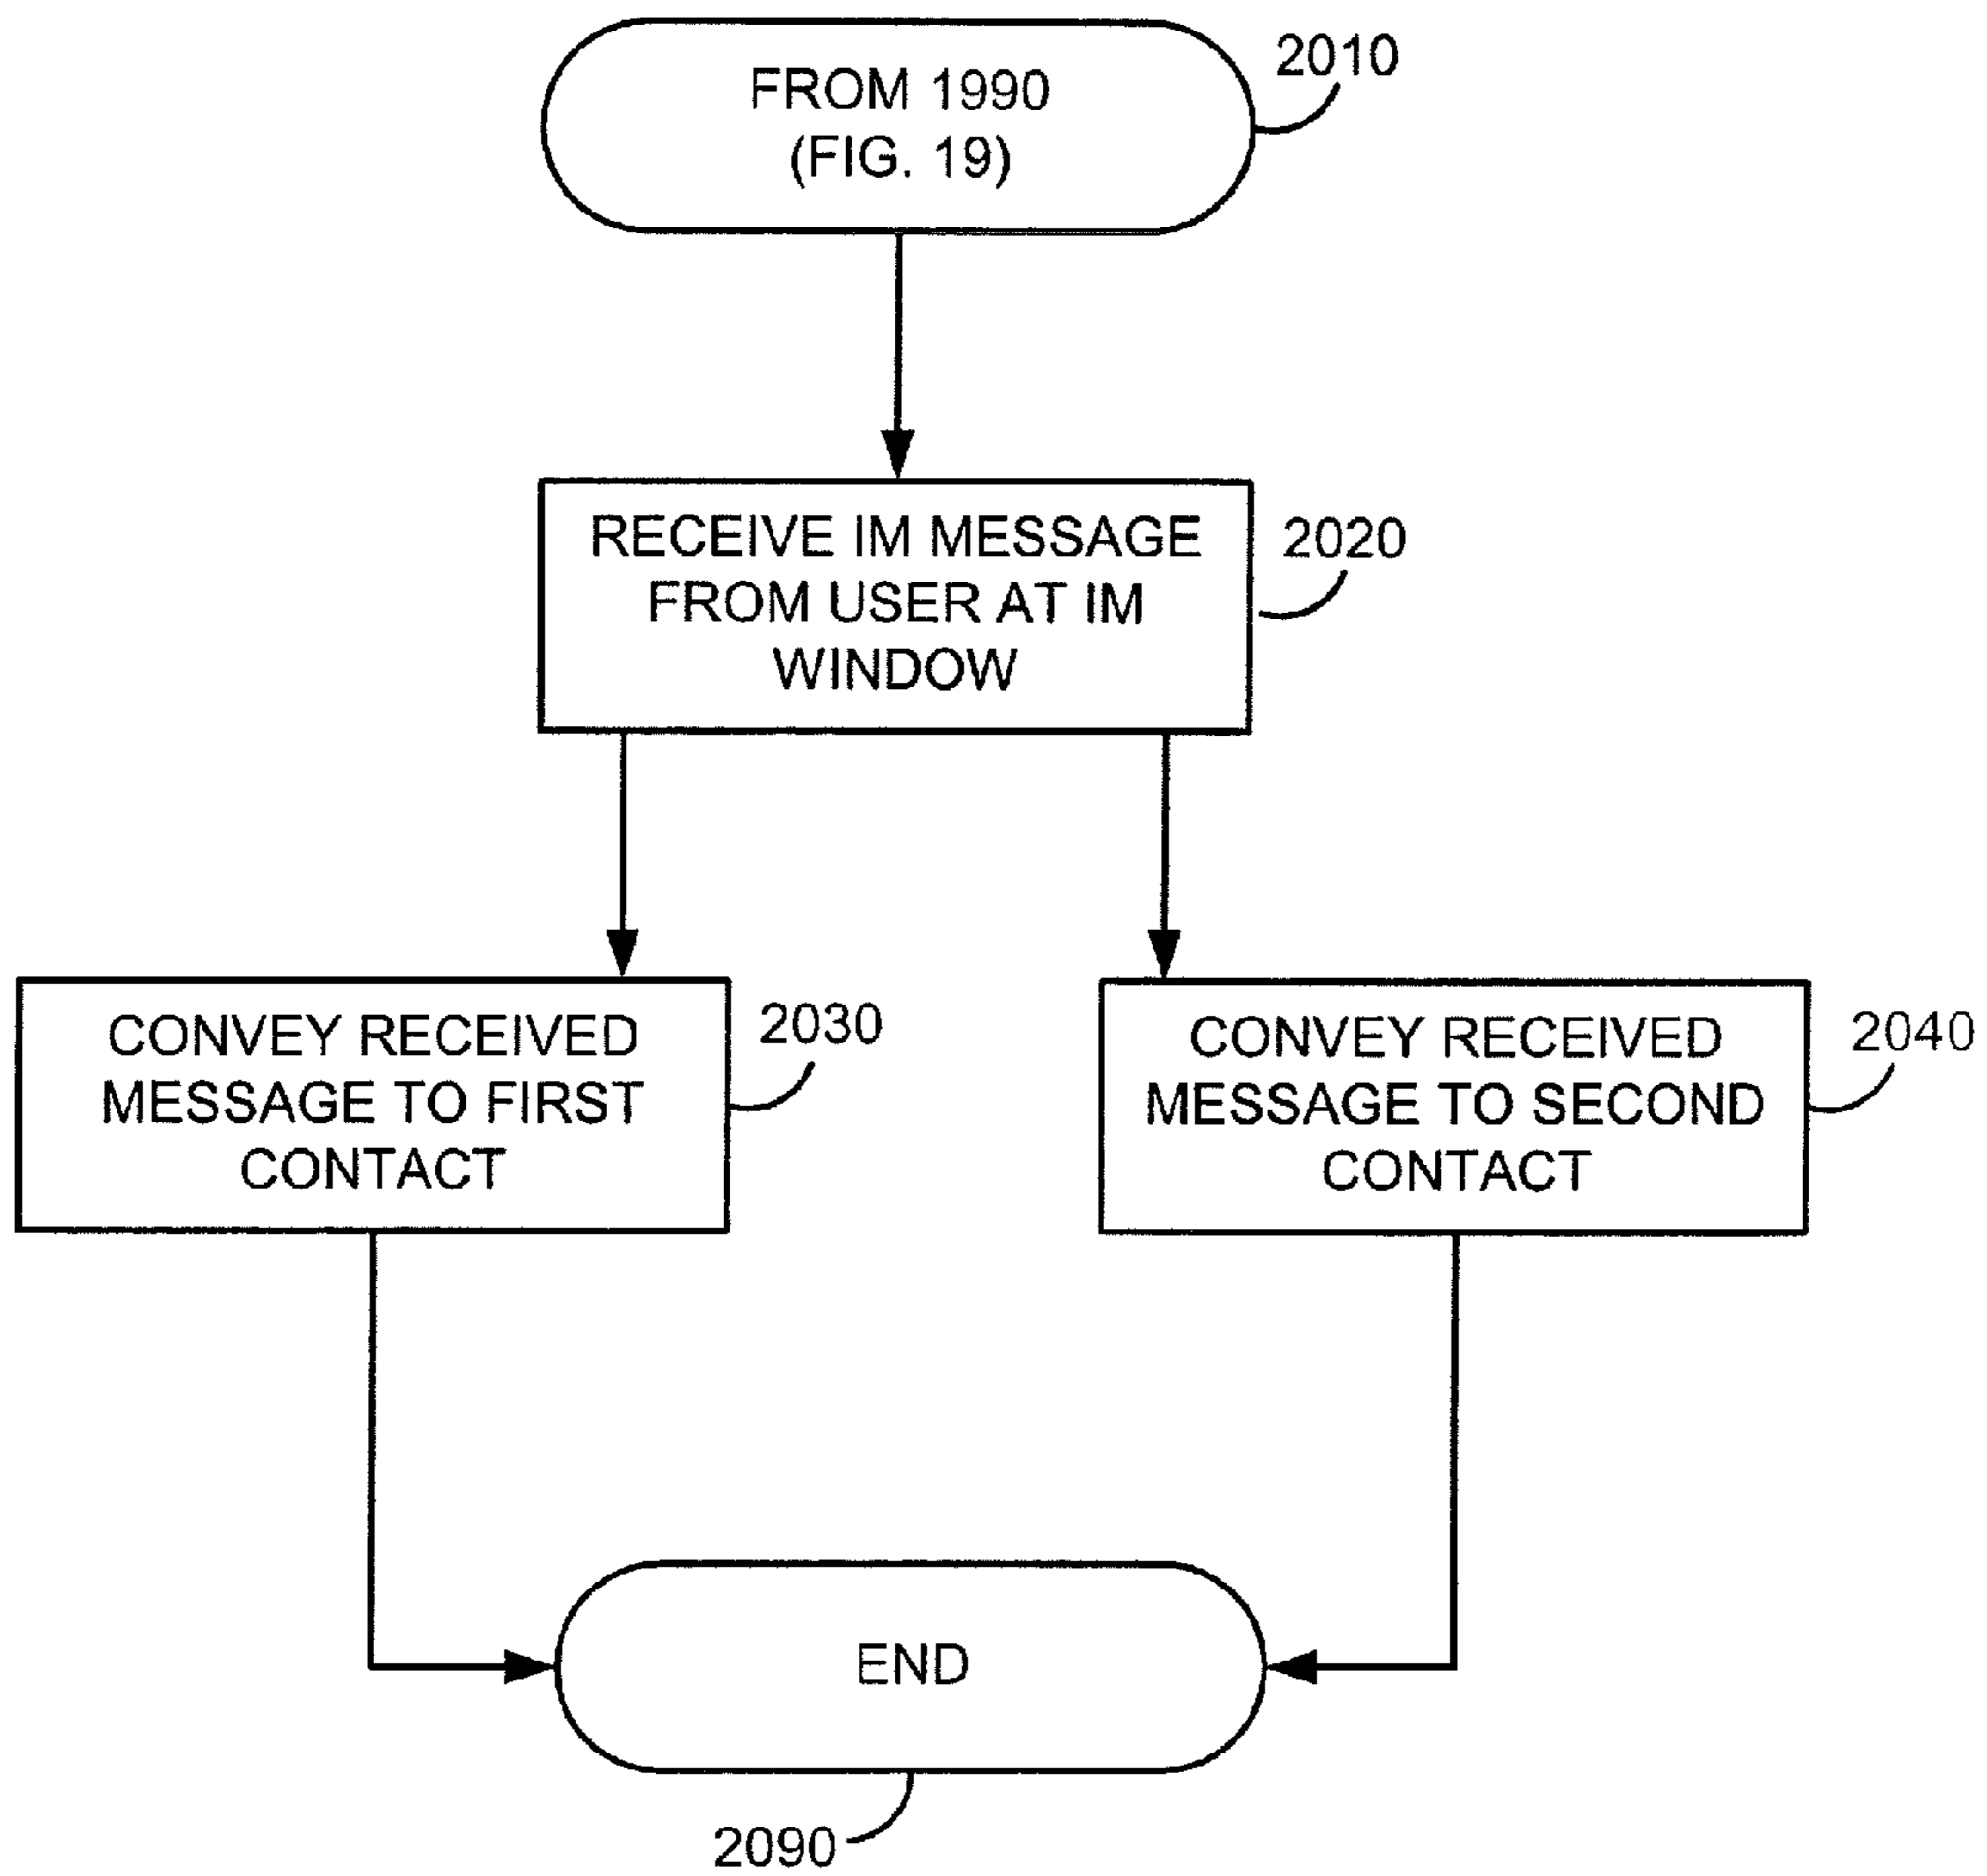 FROM 1990
(FIG. 19)
2010
RECEIVE IM MESSAGE
FROM USER AT IM
WINDOW
2020
CONVEY RECEIVED
MESSAGE TO FIRST
CONTACT
2030
CONVEY RECEIVED
MESSAGE TO SECOND
CONTACT
2040
END
2090